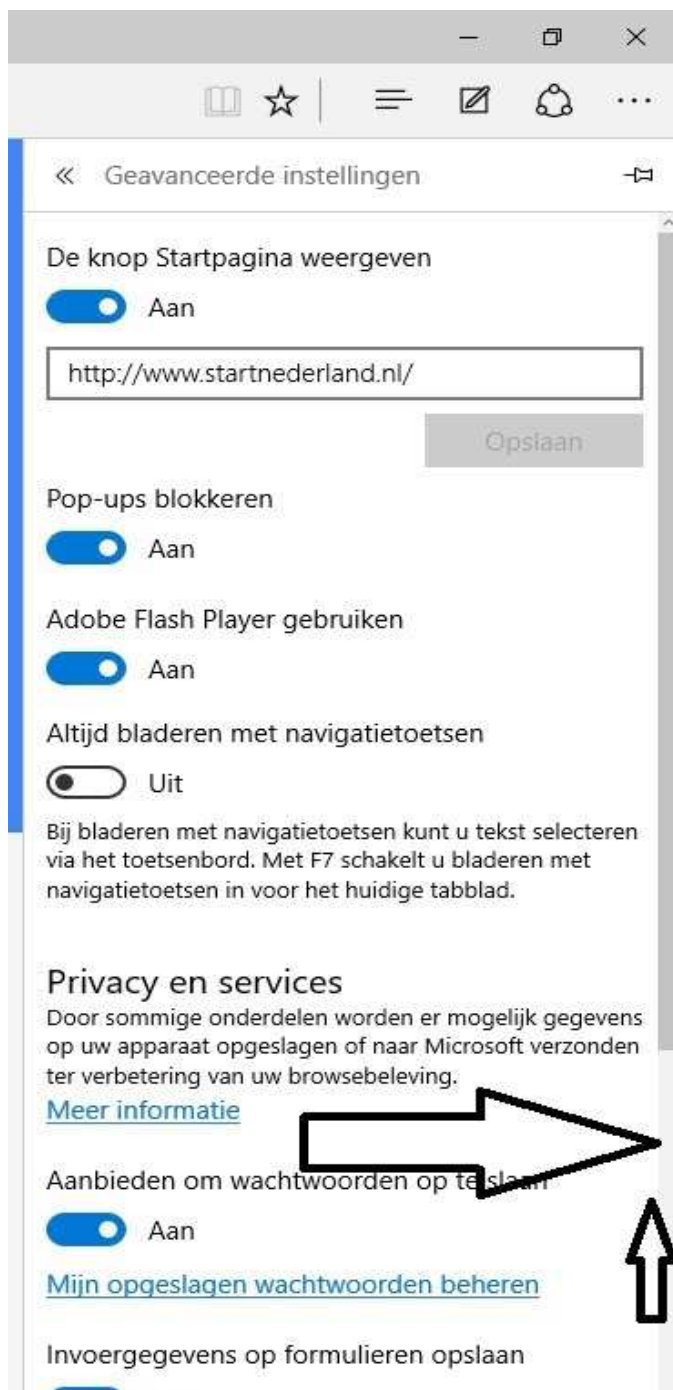 Geavanceerde instellingen
De knop Startpagina weergeven
Aan
http://www.startnederland.nl/
Opslaan
Pop-ups blokkeren
Aan
Adobe Flash Player gebruiken
Aan
Altijd bladeren met navigatietoetsen
Uit
Bij bladeren met navigatietoetsen kunt u tekst selecteren
via het toetsenbord. Met F7 schakelt u bladeren met
navigatietoetsen in voor het huidige tabblad.
Privacy en services
Door sommige onderdelen worden er mogelijk gegevens
op uw apparaat opgeslagen of naar Microsoft verzonden
ter verbetering van uw browsebeleving.
Meer informatie
Aanbieden om wachtwoorden op te slaan
Aan
Mijn opgeslagen wachtwoorden beheren
Invoergegevens op formulieren opslaan